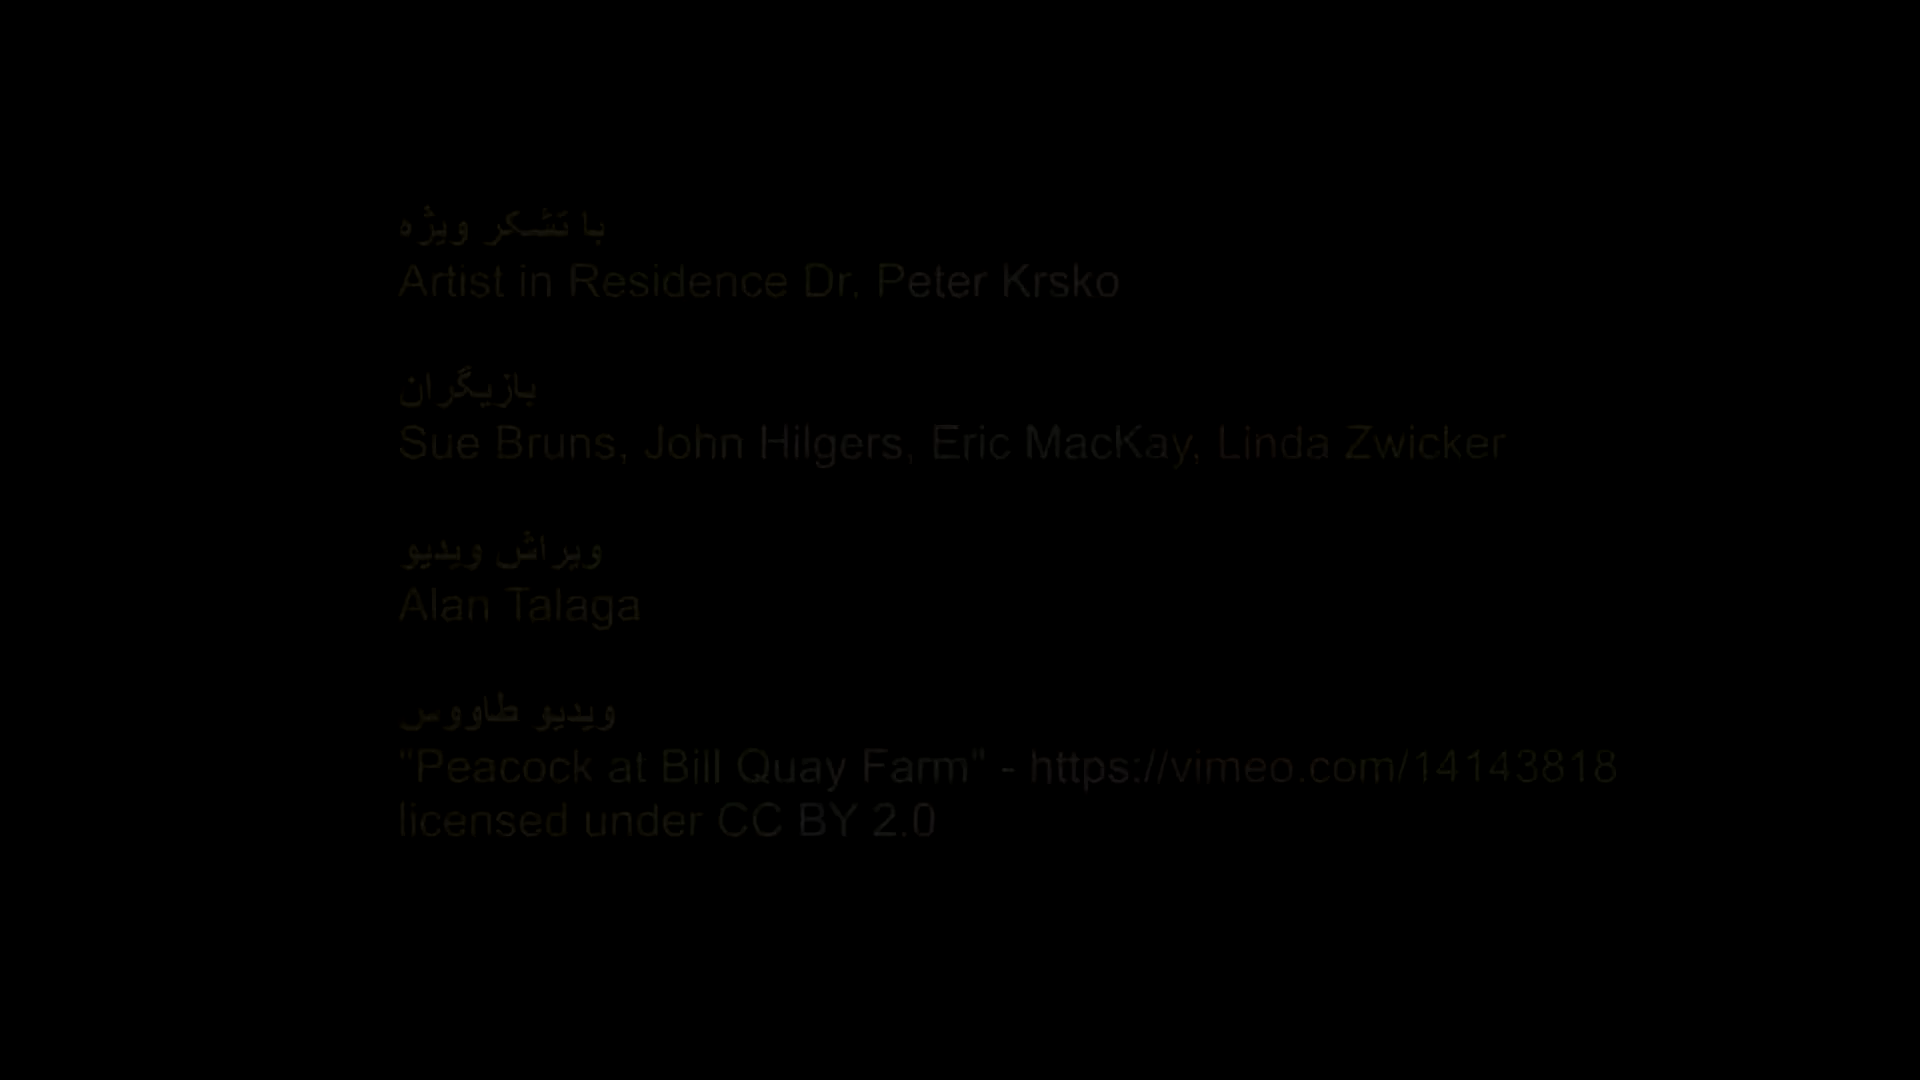 با تشکر ویژه
Artist in Residence Dr. Peter Krsko
بازیگران
Sue Bruns, John Hilgers, Eric MacKay, Linda Zwicker
ویراش ویدیو
Alan Talaga
ویدیو طاووس
"Peacock at Bill Quay Farm" - https://vimeo.com/14143818
licensed under CC BY 2.0